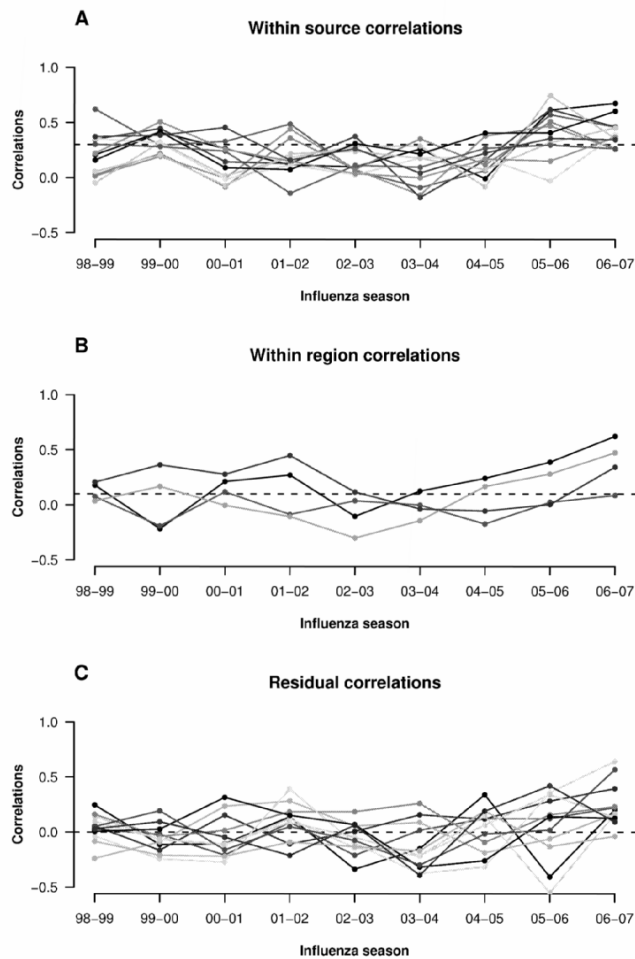 A
Within source correlations
1.0
0.5
0.0
−0.5
Correlations
98−99 99−00 00−01 01−02 02−03 03−04 04−05 05−06 06−07
Influenza season
B
Within region correlations
1.0
0.5
0.0
−0.5
Correlations
98−99 99−00 00−01 01−02 02−03 03−04 04−05 05−06 06−07
Influenza season
C
Residual correlations
1.0
0.5
0.0
−0.5
Correlations
98−99 99−00 00−01 01−02 02−03 03−04 04−05 05−06 06−07
Influenza season